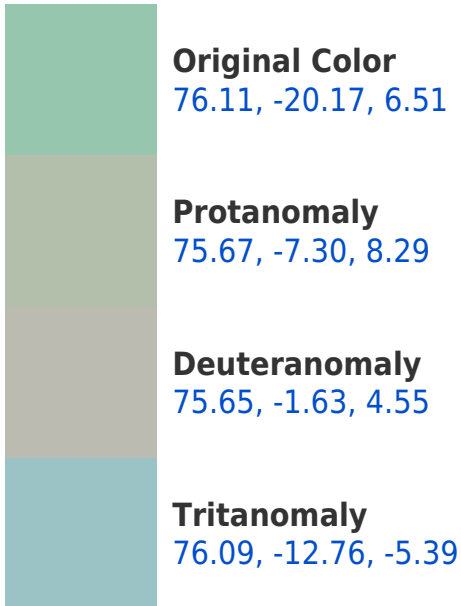 Original Color
76.11, -20.17, 6.51
Protanomaly
75.67, -7.30, 8.29
Deuteranomaly
75.65, -1.63, 4.55
Tritanomaly
76.09, -12.76, -5.39